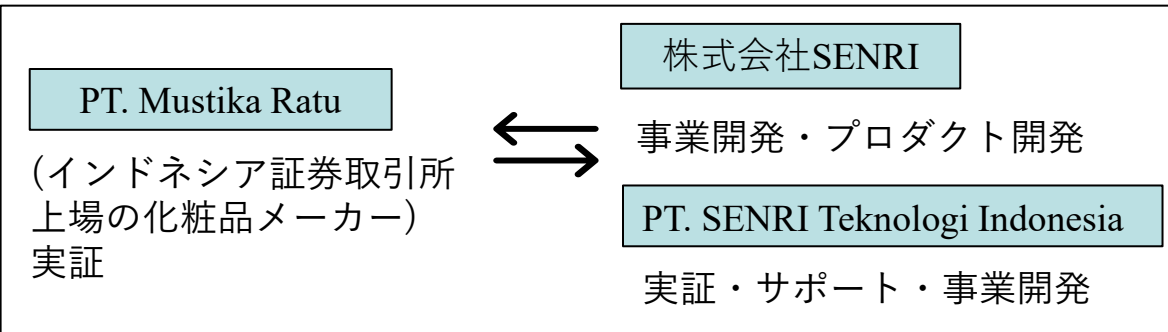 PT. Mustika Ratu
(インドネシア証券取引所
上場の化粧品メーカー)
実証
株式会社SENRI
事業開発・プロダクト開発
PT. SENRI Teknologi Indonesia
実証・サポート・事業開発